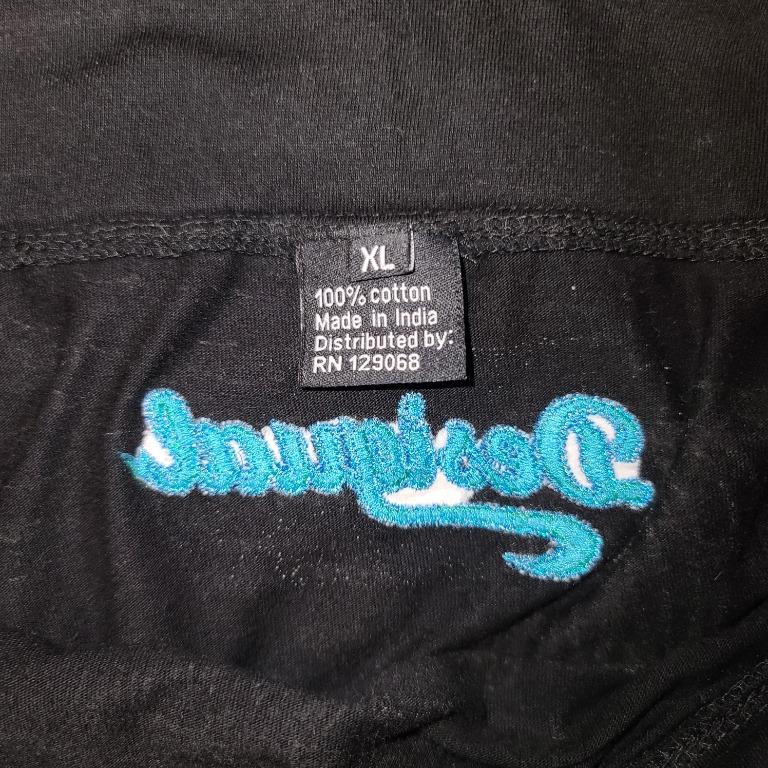 XL
100% cotton
Made in India
Distributed by:
RN 129068
Desigual